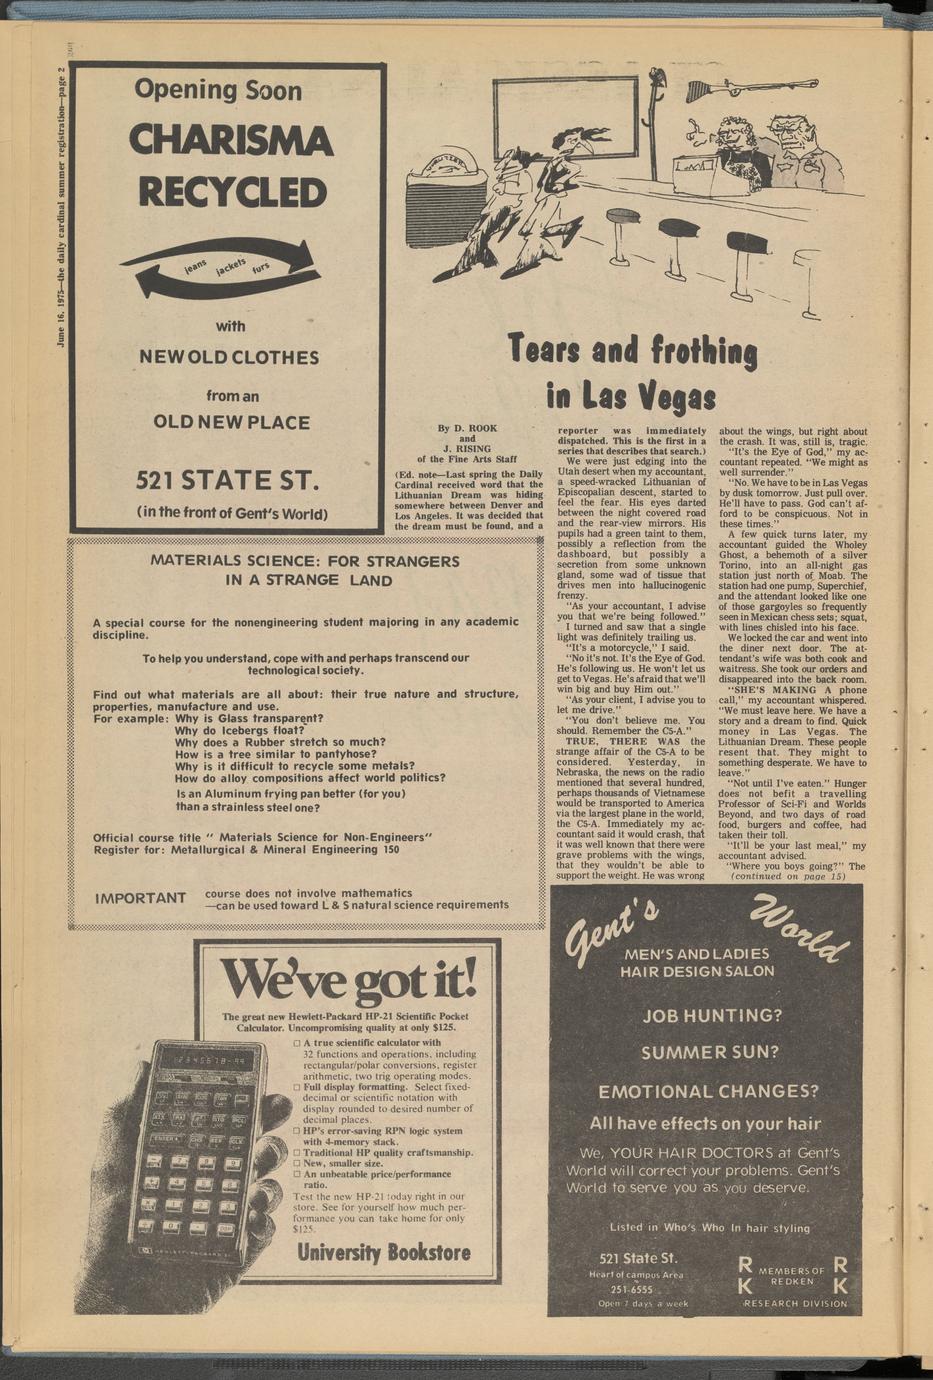 June 16, 1975—the daily cardinal summer registration—page 2
Opening Soon
CHARISMA
RECYCLED
jeans jackets furs
with
NEW OLD CLOTHES
from an
OLD NEW PLACE
521 STATE ST.
(in the front of Gent's World)
Tears and frothing
in Las Vegas
By D. ROOK
and
J. RISING
of the Fine Arts Staff
(Ed. note—Last spring the Daily
Cardinal received word that the
Lithuanian Dream was hiding
somewhere between Denver and
Los Angeles. It was decided that
the dream must be found, and a
reporter was immediately
dispatched. This is the first in a
series that describes that search.)
We were just edging into the
Utah desert when my accountant,
a speed-wracked Lithuanian of
Episcopalian descent, started to
feel the fear. His eyes darted
between the night covered road
and the rear-view mirrors. His
pupils had a green taint to them,
possibly a reflection from the
dashboard, but possibly a
secretion from some unknown
gland, some wad of tissue that
drives men into hallucinogenic
frenzy.
"As your accountant, I advise
you that we're being followed."
I turned and saw that a single
light was definitely trailing us.
"It's a motorcycle," I said.
"No it's not. It's the Eye of God.
He's following us. He won't let us
get to Vegas. He's afraid that we'll
win big and buy Him out."
"As your client, I advise you to
let me drive."
"You don't believe me. You
should. Remember the C5-A."
TRUE, THERE WAS the
strange affair of the C5-A to be
considered. Yesterday, in
Nebraska, the news on the radio
mentioned that several hundred,
perhaps thousands of Vietnamese
would be transported to America
via the largest plane in the world,
the C5-A. Immediately my ac-
countant said it would crash, that
it was well known that there were
grave problems with the wings,
that they wouldn't be able to
support the weight. He was wrong
about the wings, but right about
the crash. It was, still is, tragic.
"It's the Eye of God," my ac-
countant repeated. "We might as
well surrender."
"No. We have to be in Las Vegas
by dusk tomorrow. Just pull over.
He'll have to pass. God can't af-
ford to be conspicuous. Not in
these times."
A few quick turns later, my
accountant guided the Wholey
Ghost, a behemoth of a silver
Torino, into an all-night gas
station just north of Moab. The
station had one pump, Superchief,
and the attendant looked like one
of those gargoyles so frequently
seen in Mexican chess sets; squat,
with lines chisled into his face.
We locked the car and went into
the diner next door. The at-
tendant's wife was both cook and
waitress. She took our orders and
disappeared into the back room.
"SHE'S MAKING A phone
call," my accountant whispered.
"We must leave here. We have a
story and a dream to find. Quick
money in Las Vegas. The
Lithuanian Dream. These people
resent that. They might to
something desperate. We have to
leave."
"Not until I've eaten." Hunger
does not befit a travelling
Professor of Sci-Fi and Worlds
Beyond, and two days of road
food, burgers and coffee, had
taken their toll.
"It'll be your last meal," my
accountant advised.
"Where you boys going?" The
(continued on page 15)
MATERIALS SCIENCE: FOR STRANGERS
IN A STRANGE LAND
A special course for the nonengineering student majoring in any academic
discipline.
To help you understand, cope with and perhaps transcend our
technological society.
Find out what materials are all about: their true nature and structure,
properties, manufacture and use.
For example: Why is Glass transparent?
Why do Icebergs float?
Why does a Rubber stretch so much?
How is a tree similar to pantyhose?
Why is it difficult to recycle some metals?
How do alloy compositions affect world politics?
Is an Aluminum frying pan better (for you)
than a strainless steel one?
Official course title " Materials Science for Non-Engineers"
Register for: Metallurgical & Mineral Engineering 150
IMPORTANT course does not involve mathematics
—can be used toward L & S natural science requirements
We've got it!
The great new Hewlett-Packard HP-21 Scientific Pocket
Calculator. Uncompromising quality at only $125.
□ A true scientific calculator with
32 functions and operations, including
rectangular/polar conversions, register
arithmetic, two trig operating modes.
□ Full display formatting. Select fixed-
decimal or scientific notation with
display rounded to desired number of
decimal places.
□ HP's error-saving RPN logic system
with 4-memory stack.
□ Traditional HP quality craftsmanship.
□ New, smaller size.
□ An unbeatable price/performance
ratio.
Test the new HP-21 today right in our
store. See for yourself how much per-
formance you can take home for only
$125.
University Bookstore
Gent's World
MEN'S AND LADIES
HAIR DESIGN SALON
JOB HUNTING?
SUMMER SUN?
EMOTIONAL CHANGES?
All have effects on your hair
We, YOUR HAIR DOCTORS at Gent's
World will correct your problems. Gent's
World to serve you as you deserve.
Listed in Who's Who In hair styling
521 State St.
Heart of campus Area
251-6555
Open 7 days a week
R R
MEMBERS OF
REDKEN
K K
RESEARCH DIVISION